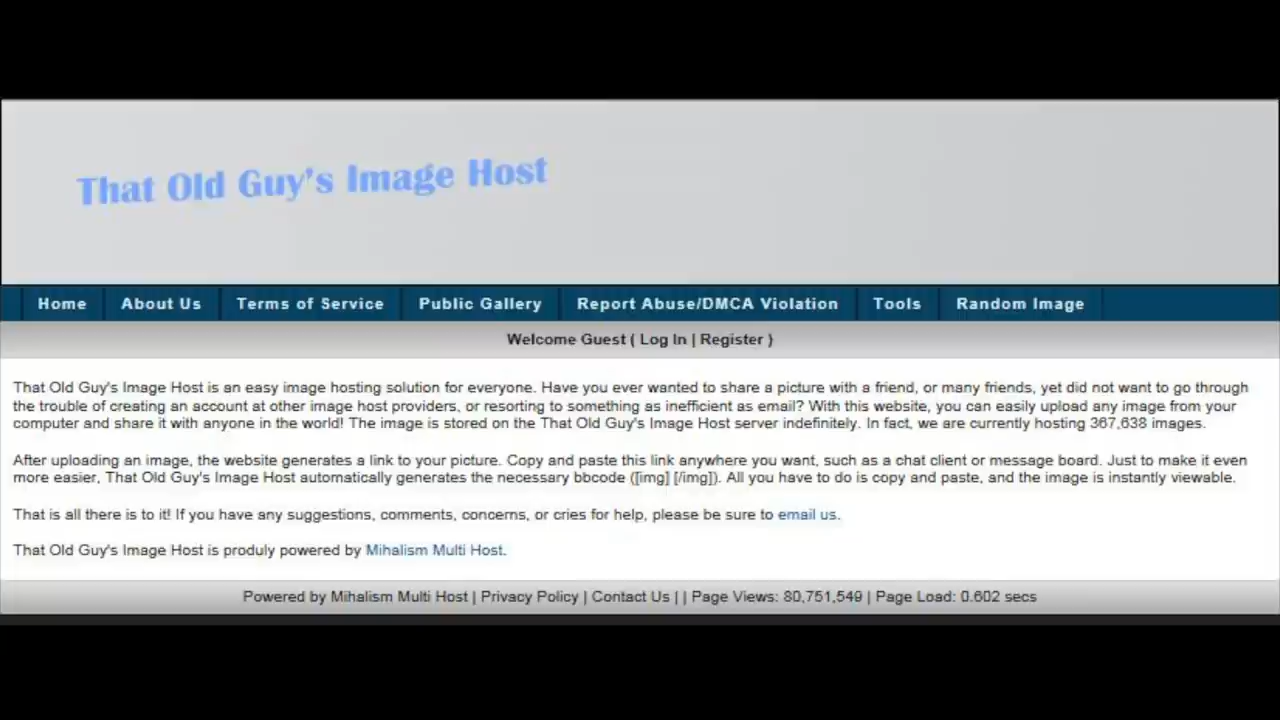 That Old Guy's Image Host
Home About Us Terms of Service Public Gallery Report Abuse/DMCA Violation Tools Random Image
Welcome Guest ( Log In | Register )
That Old Guy's Image Host is an easy image hosting solution for everyone. Have you ever wanted to share a picture with a friend, or many friends, yet did not want to go through
the trouble of creating an account at other image host providers, or resorting to something as inefficient as email? With this website, you can easily upload any image from your
computer and share it with anyone in the world! The image is stored on the That Old Guy's Image Host server indefinitely. In fact, we are currently hosting 367,638 images.
After uploading an image, the website generates a link to your picture. Copy and paste this link anywhere you want, such as a chat client or message board. Just to make it even
more easier, That Old Guy's Image Host automatically generates the necessary bbcode ([img] [/img]). All you have to do is copy and paste, and the image is instantly viewable.
That is all there is to it! If you have any suggestions, comments, concerns, or cries for help, please be sure to email us.
That Old Guy's Image Host is produly powered by Mihalism Multi Host.
Powered by Mihalism Multi Host | Privacy Policy | Contact Us | | Page Views: 80,751,549 | Page Load: 0.602 secs